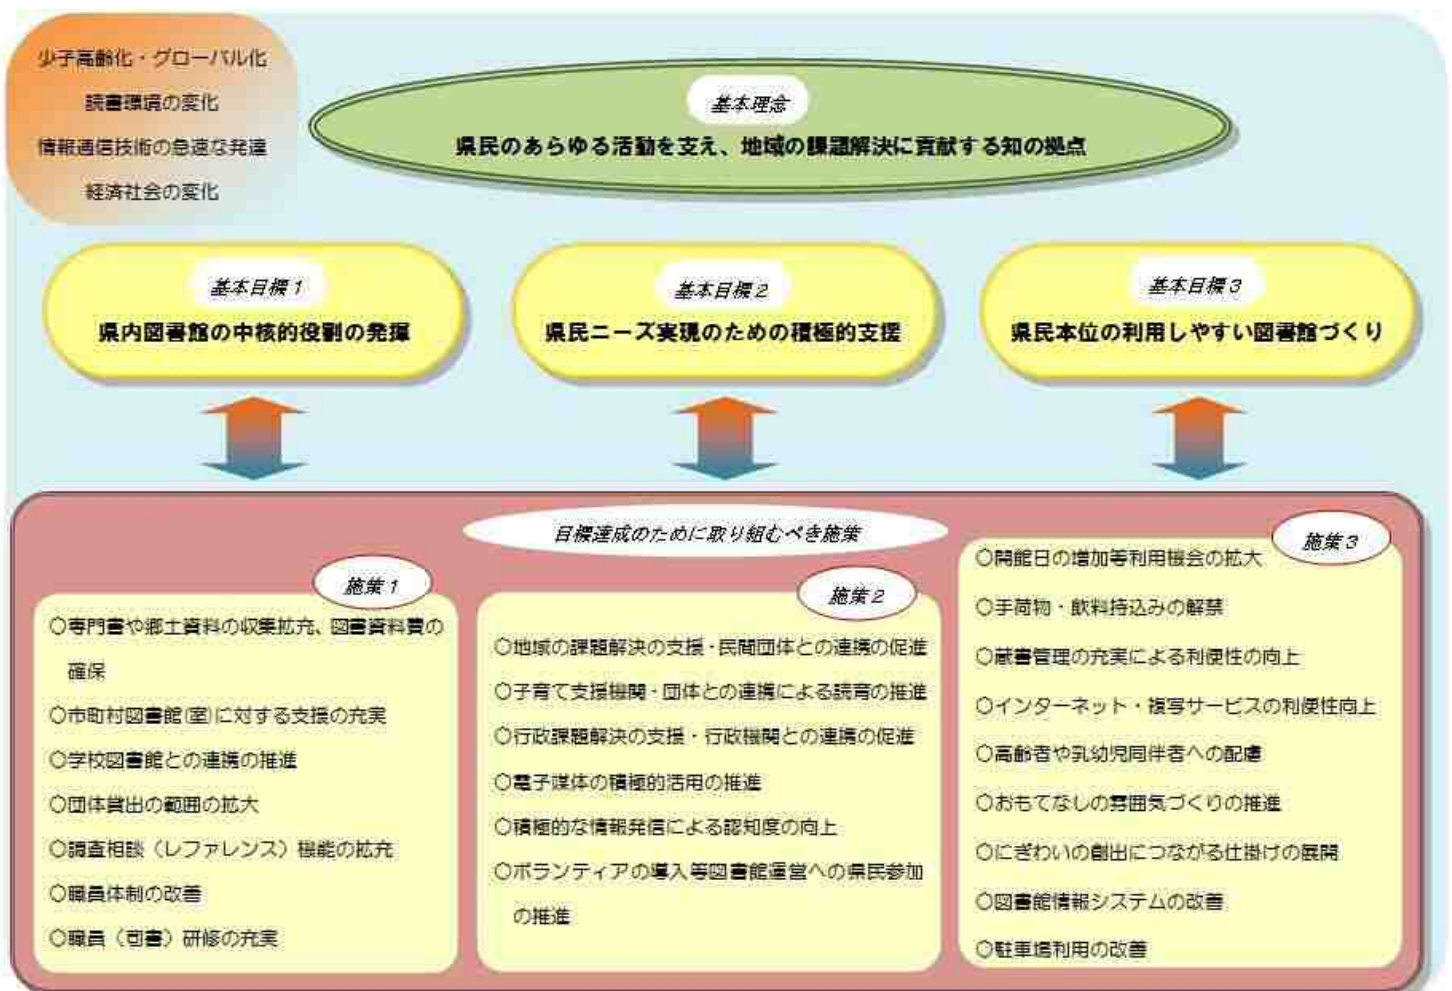 少子高齢化・グローバル化
読書環境の変化
情報通信技術の急速な発達
経済社会の変化
基本理念
県民のあらゆる活動を支え、地域の課題解決に貢献する知の拠点
基本目標1
県内図書館の中核的役割の発揮
基本目標2
県民ニーズ実現のための積極的支援
基本目標3
県民本位の利用しやすい図書館づくり
目標達成のために取り組むべき施策
施策1
○専門書や郷土資料の収集拡充、図書資料費の
確保
○市町村図書館(室)に対する支援の充実
○学校図書館との連携の推進
○団体貸出の範囲の拡大
○調査相談（レファレンス）機能の拡充
○職員体制の改善
○職員（司書）研修の充実
施策2
○地域の課題解決の支援・民間団体との連携の促進
○子育て支援機関・団体との連携による読育の推進
○行政課題解決の支援・行政機関との連携の促進
○電子媒体の積極的活用の推進
○積極的な情報発信による認知度の向上
○ボランティアの導入等図書館運営への県民参加
の推進
施策3
○開館日の増加等利用機会の拡大
○手荷物・飲料持込みの解禁
○蔵書管理の充実による利便性の向上
○インターネット・複写サービスの利便性向上
○高齢者や乳幼児同伴者への配慮
○おもてなしの雰囲気づくりの推進
○にぎわいの創出につながる仕掛けの展開
○図書館情報システムの改善
○駐車場利用の改善